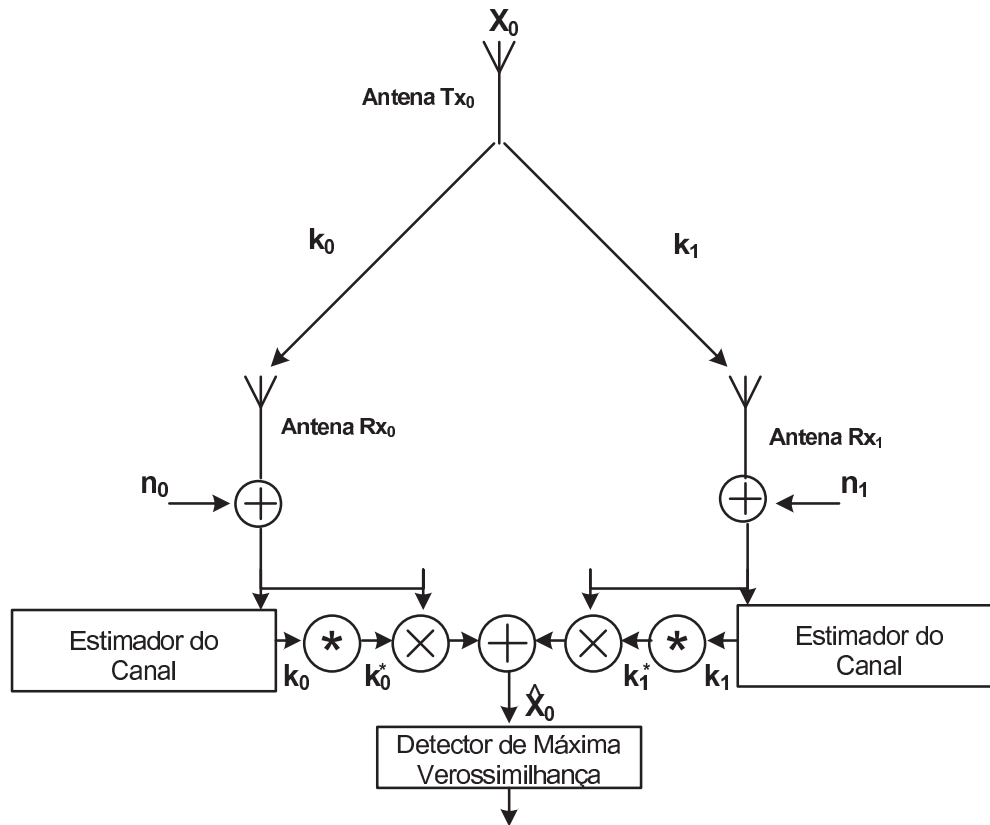 X₀
Antena Tx₀
k₀
k₁
Antena Rx₀
Antena Rx₁
n₀
n₁
Estimador do
Canal
k₀
*
k₀*
k₁*
*
k₁
Estimador do
Canal
X̂₀
Detector de Máxima
Verossimilhança